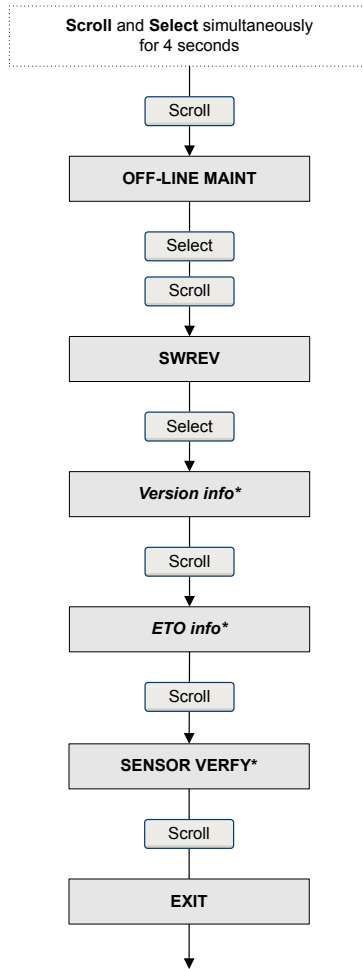 Scroll and Select simultaneously
for 4 seconds
Scroll
OFF-LINE MAINT
Select
Scroll
SWREV
Select
Version info*
Scroll
ETO info*
Scroll
SENSOR VERFY*
Scroll
EXIT